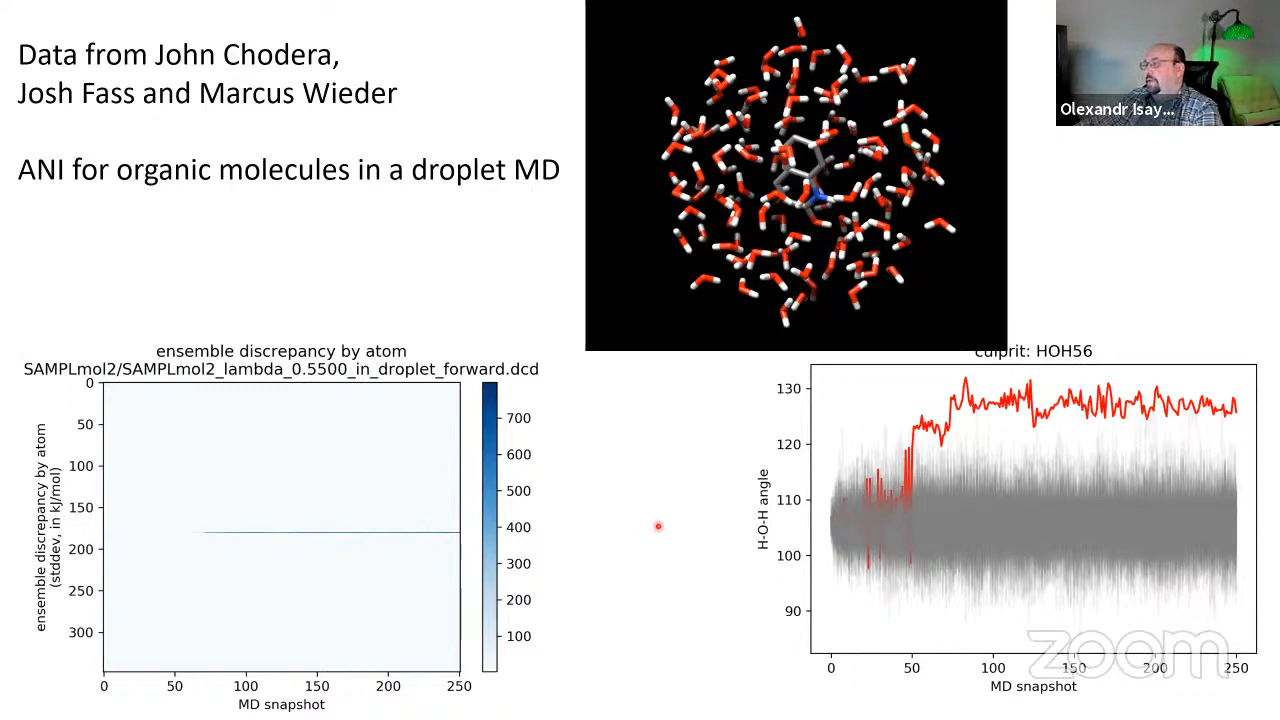 Data from John Chodera,
Josh Fass and Marcus Wieder
ANI for organic molecules in a droplet MD
Olexandr Isay...
ensemble discrepancy by atom
SAMPLmol2/SAMPLmol2_lambda_0.5500_in_droplet_forward.dcd
ensemble discrepancy by atom
(stddev, in kJ/mol)
0
50
100
150
200
250
300
0 50 100 150 200 250
MD snapshot
700
600
500
400
300
200
100
culprit: HOH56
H-O-H angle
130
120
110
100
90
0 50 100 150 200 250
MD snapshot
zoom